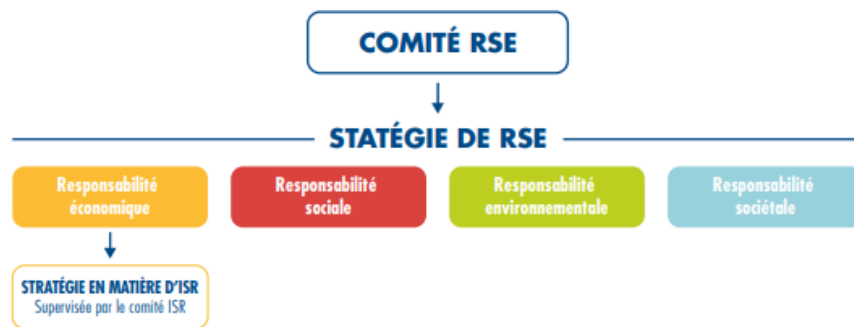 COMITÉ RSE
STATÉGIE DE RSE
Responsabilité
économique
Responsabilité
sociale
Responsabilité
environnementale
Responsabilité
sociétale
STRATÉGIE EN MATIÈRE D'ISR
Supervisée par le comité ISR